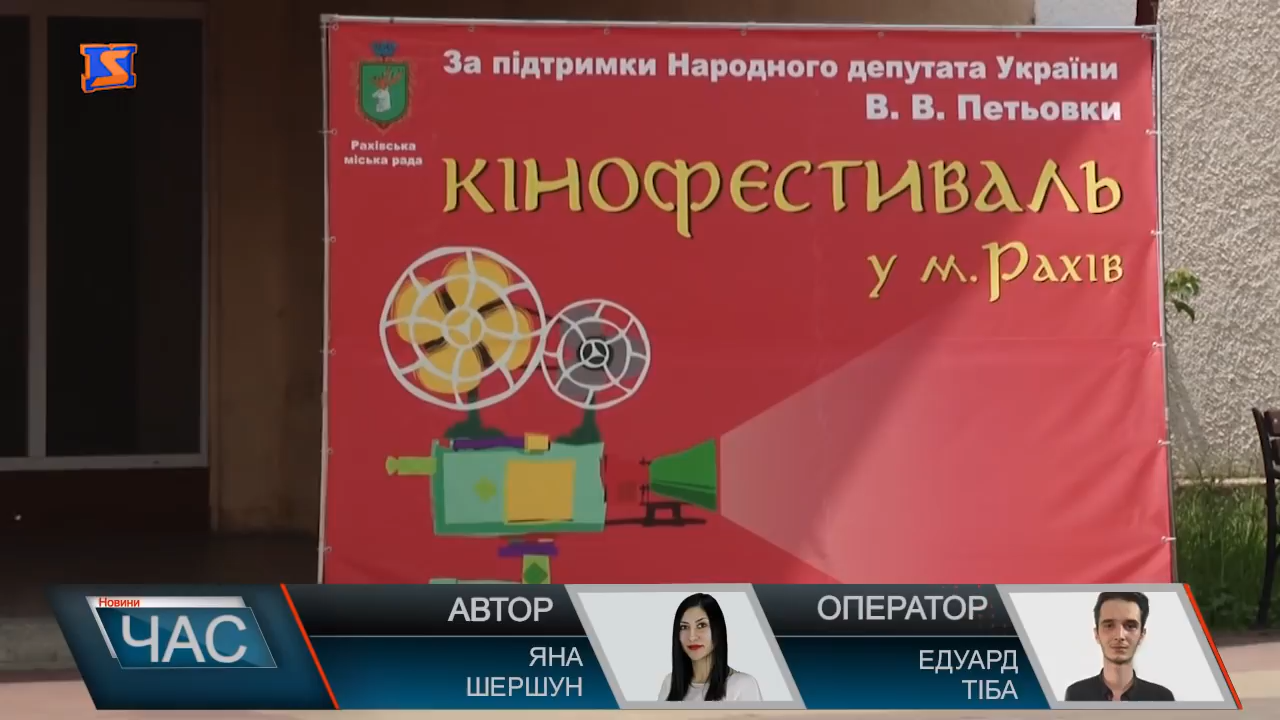 За підтримки Народного депутата України
В. В. Петьовки
Рахівська
міська рада
КІНОФЕСТИВАЛЬ
у м. Рахів
Новини
ЧАС
АВТОР
ЯНА
ШЕРШУН
ОПЕРАТОР
ЕДУАРД
ТІБА